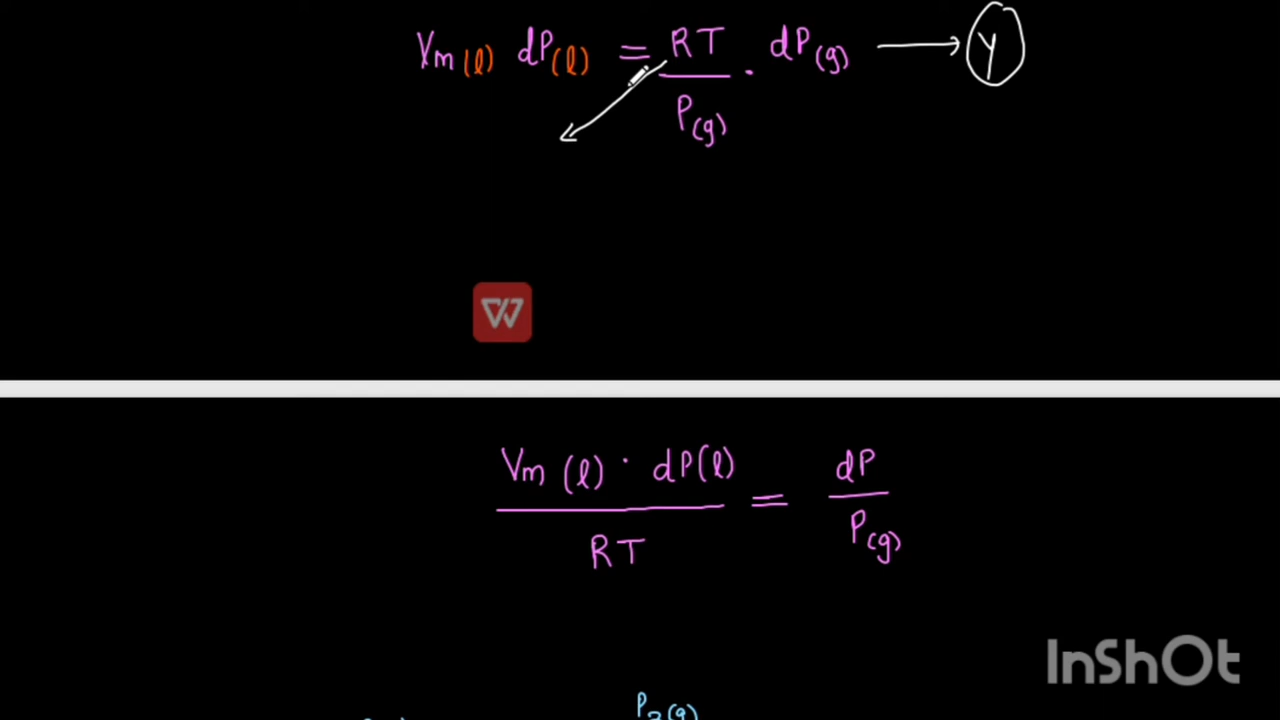 Vm (l) dP(l) = RT / P(g) . dP(g) → Y
Vm (l) · dP(l) / RT = dP / P(g)
InShOt
P2(g)